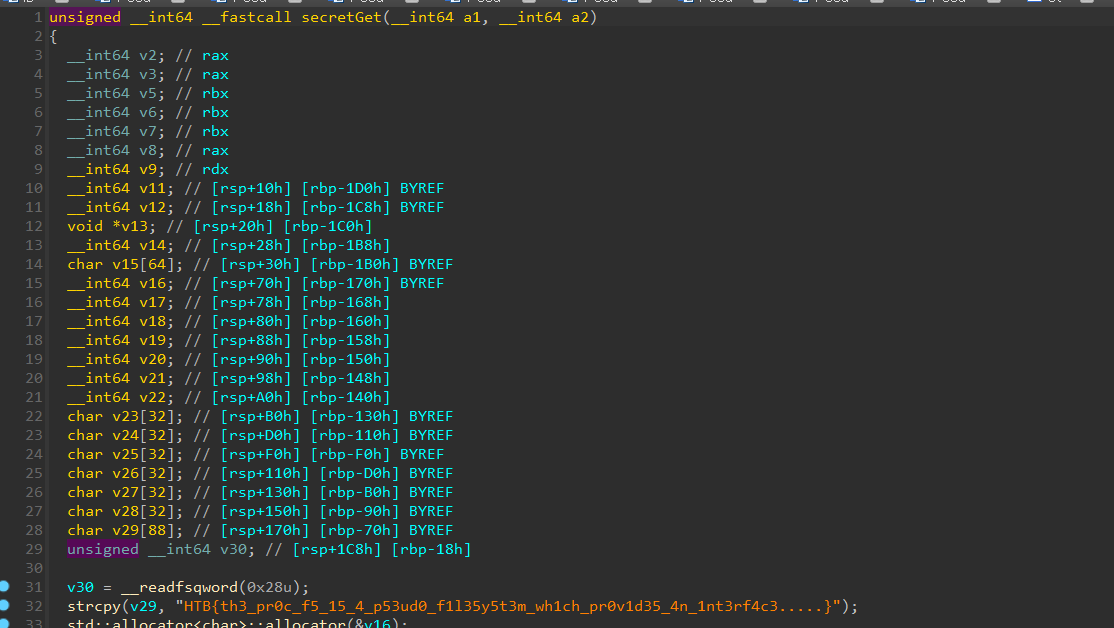 1 unsigned __int64 __fastcall secretGet(__int64 a1, __int64 a2)
2 {
3 __int64 v2; // rax
4 __int64 v3; // rax
5 __int64 v5; // rbx
6 __int64 v6; // rbx
7 __int64 v7; // rbx
8 __int64 v8; // rax
9 __int64 v9; // rdx
10 __int64 v11; // [rsp+10h] [rbp-1D0h] BYREF
11 __int64 v12; // [rsp+18h] [rbp-1C8h] BYREF
12 void *v13; // [rsp+20h] [rbp-1C0h]
13 __int64 v14; // [rsp+28h] [rbp-1B8h]
14 char v15[64]; // [rsp+30h] [rbp-1B0h] BYREF
15 __int64 v16; // [rsp+70h] [rbp-170h] BYREF
16 __int64 v17; // [rsp+78h] [rbp-168h]
17 __int64 v18; // [rsp+80h] [rbp-160h]
18 __int64 v19; // [rsp+88h] [rbp-158h]
19 __int64 v20; // [rsp+90h] [rbp-150h]
20 __int64 v21; // [rsp+98h] [rbp-148h]
21 __int64 v22; // [rsp+A0h] [rbp-140h]
22 char v23[32]; // [rsp+B0h] [rbp-130h] BYREF
23 char v24[32]; // [rsp+D0h] [rbp-110h] BYREF
24 char v25[32]; // [rsp+F0h] [rbp-F0h] BYREF
25 char v26[32]; // [rsp+110h] [rbp-D0h] BYREF
26 char v27[32]; // [rsp+130h] [rbp-B0h] BYREF
27 char v28[32]; // [rsp+150h] [rbp-90h] BYREF
28 char v29[88]; // [rsp+170h] [rbp-70h] BYREF
29 unsigned __int64 v30; // [rsp+1C8h] [rbp-18h]
30
31 v30 = __readfsqword(0x28u);
32 strcpy(v29, "HTB{th3_pr0c_f5_15_4_p53ud0_f1l35y5t3m_wh1ch_pr0v1d35_4n_1nt3rf4c3.....}");
33 std::allocator<char>::allocator(&v16);